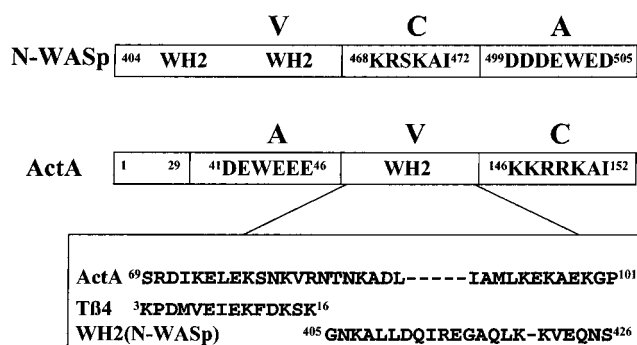 V C A
N-WASp 404 WH2 WH2 468KRSKAI472 499DDDEWED505
A V C
ActA 1 29 41DEWEEE46 WH2 146KKRRKAI152
ActA 69SRDIKELEKSNKVRNTNKADL-----IAMLKEKAEKGP101
Tß4 3KPDMVEIEKFDKSK16
WH2(N-WASp) 405GNKALLDQIREGAQLK-KVEQNS426